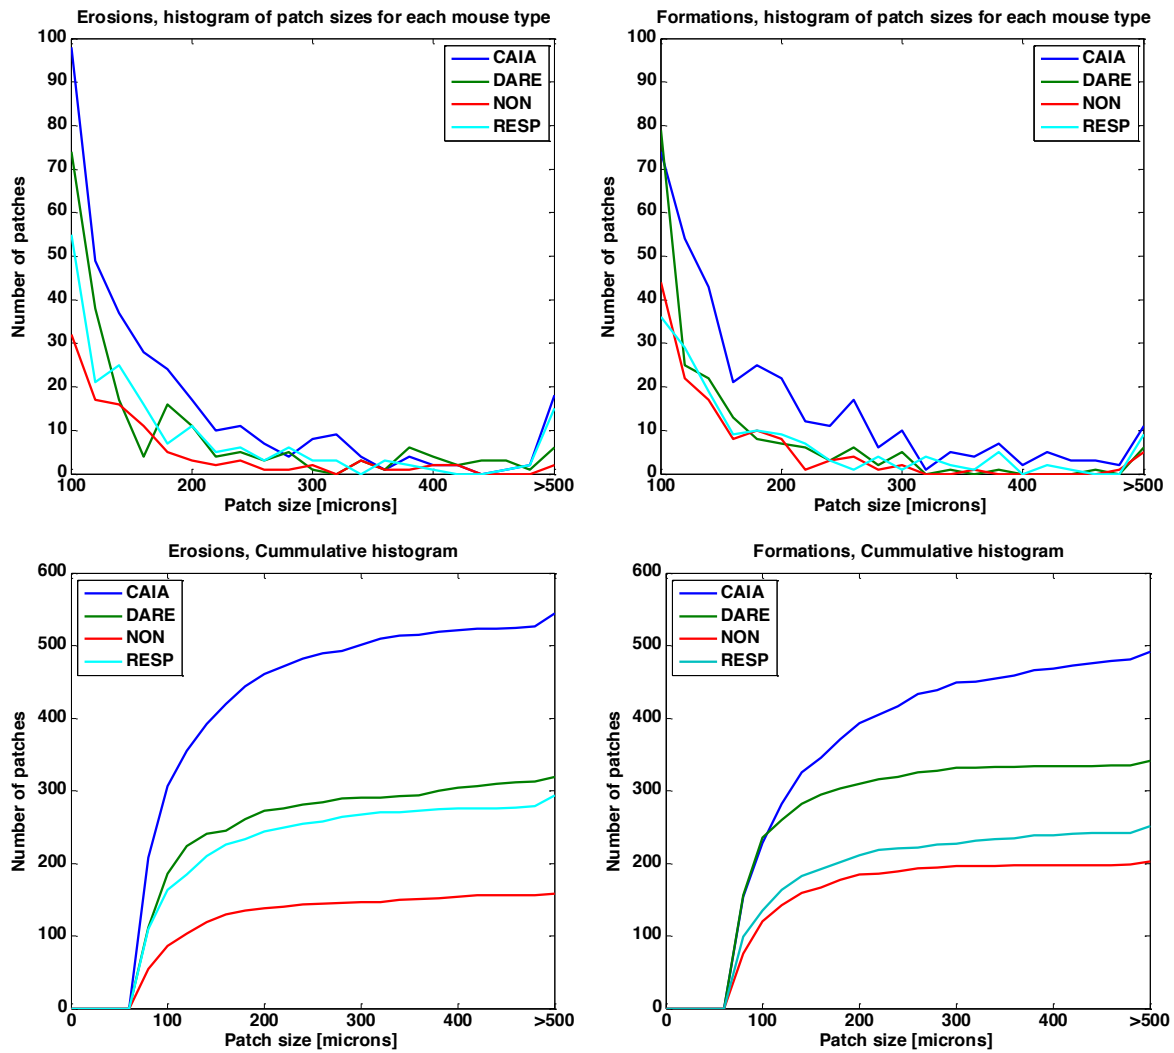 Erosions, histogram of patch sizes for each mouse type
Number of patches
100
90
80
70
60
50
40
30
20
10
0
100
200
300
400
>500
Patch size [microns]
CAIA
DARE
NON
RESP
Formations, histogram of patch sizes for each mouse type
Number of patches
100
90
80
70
60
50
40
30
20
10
0
100
200
300
400
>500
Patch size [microns]
CAIA
DARE
NON
RESP
Erosions, Cummulative histogram
Number of patches
600
500
400
300
200
100
0
0
100
200
300
400
>500
Patch size [microns]
CAIA
DARE
NON
RESP
Formations, Cummulative histogram
Number of patches
600
500
400
300
200
100
0
0
100
200
300
400
>500
Patch size [microns]
CAIA
DARE
NON
RESP